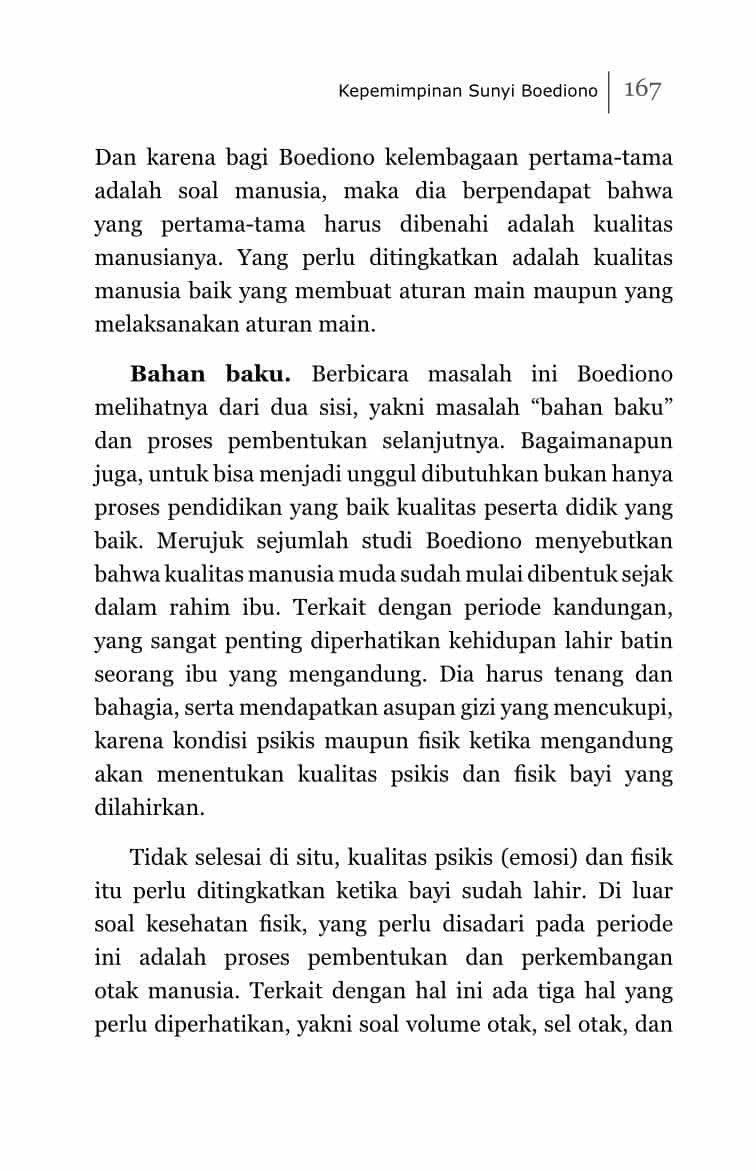 Kepemimpinan Sunyi Boediono 167
Dan karena bagi Boediono kelembagaan pertama-tama
adalah soal manusia, maka dia berpendapat bahwa
yang pertama-tama harus dibenahi adalah kualitas
manusianya. Yang perlu ditingkatkan adalah kualitas
manusia baik yang membuat aturan main maupun yang
melaksanakan aturan main.
Bahan baku. Berbicara masalah ini Boediono
melihatnya dari dua sisi, yakni masalah “bahan baku”
dan proses pembentukan selanjutnya. Bagaimanapun
juga, untuk bisa menjadi unggul dibutuhkan bukan hanya
proses pendidikan yang baik kualitas peserta didik yang
baik. Merujuk sejumlah studi Boediono menyebutkan
bahwa kualitas manusia muda sudah mulai dibentuk sejak
dalam rahim ibu. Terkait dengan periode kandungan,
yang sangat penting diperhatikan kehidupan lahir batin
seorang ibu yang mengandung. Dia harus tenang dan
bahagia, serta mendapatkan asupan gizi yang mencukupi,
karena kondisi psikis maupun fisik ketika mengandung
akan menentukan kualitas psikis dan fisik bayi yang
dilahirkan.
Tidak selesai di situ, kualitas psikis (emosi) dan fisik
itu perlu ditingkatkan ketika bayi sudah lahir. Di luar
soal kesehatan fisik, yang perlu disadari pada periode
ini adalah proses pembentukan dan perkembangan
otak manusia. Terkait dengan hal ini ada tiga hal yang
perlu diperhatikan, yakni soal volume otak, sel otak, dan